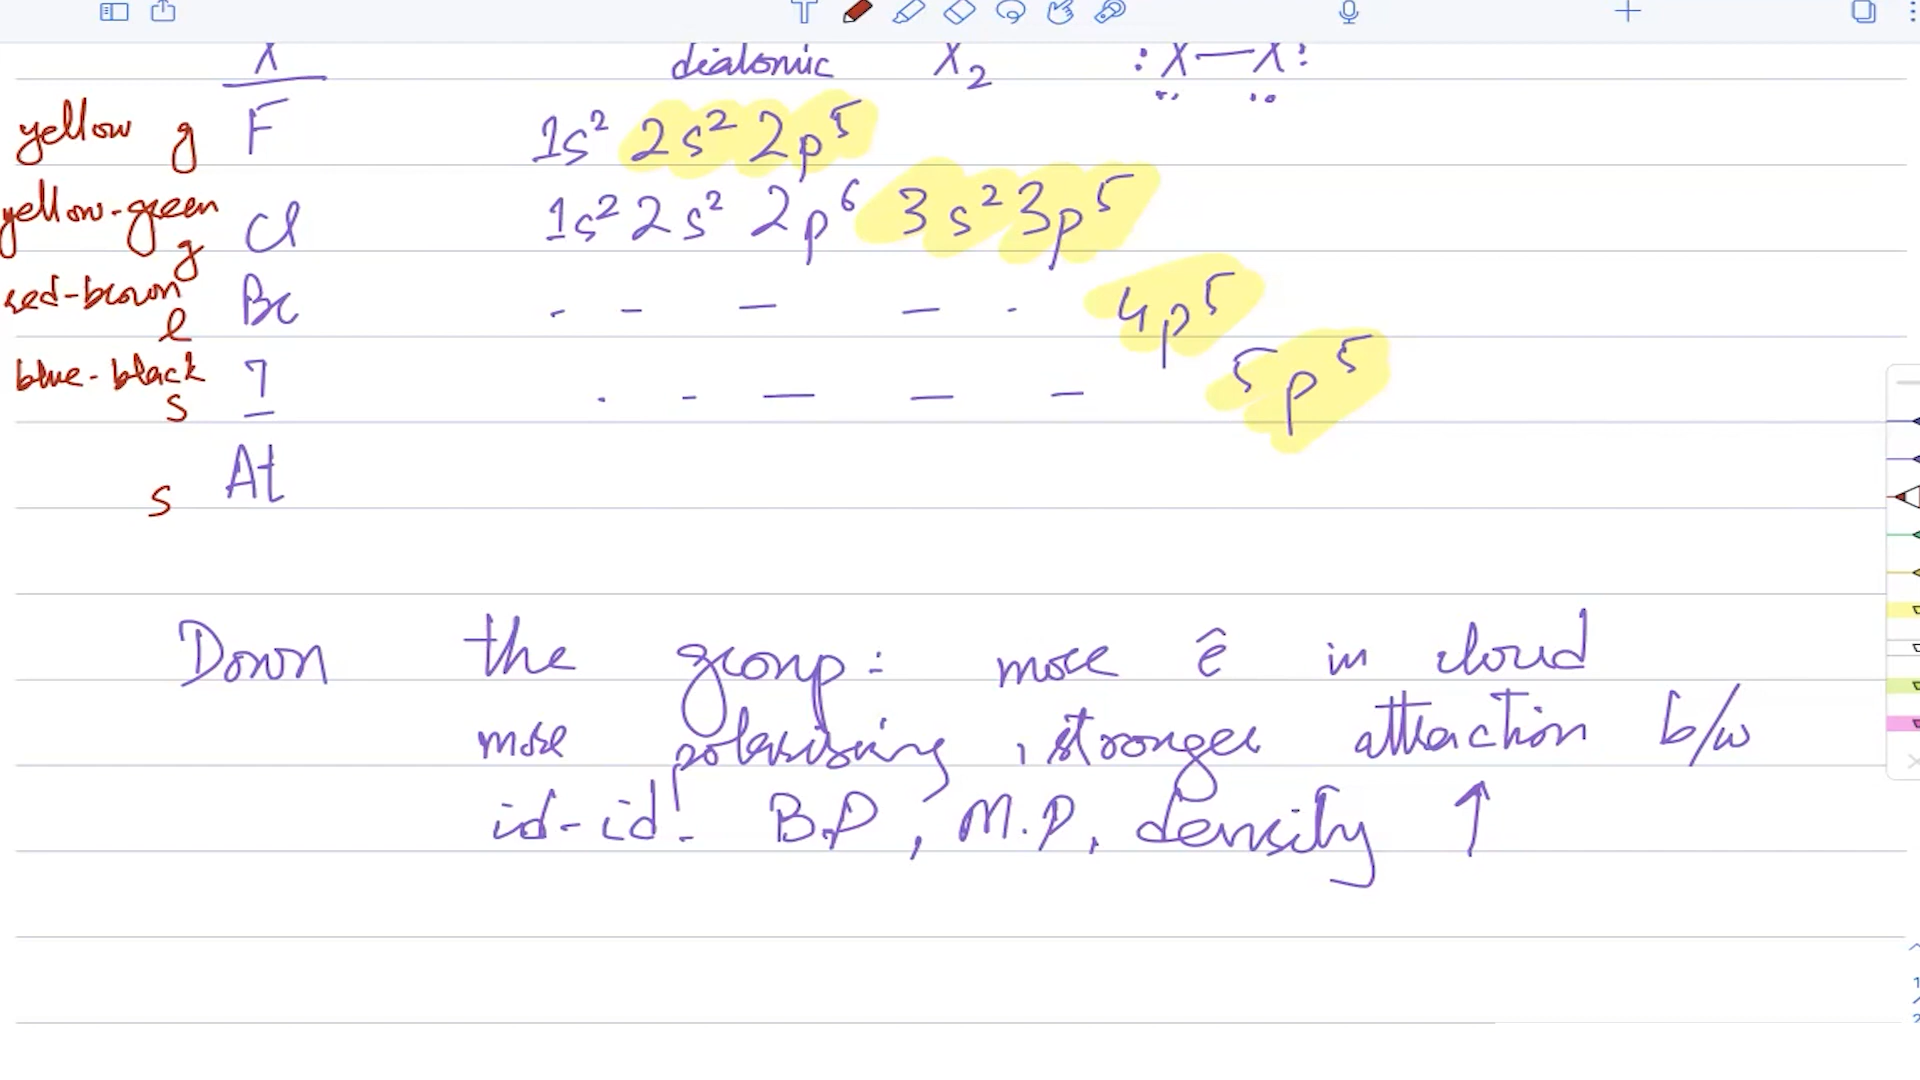 X diatomic X₂ :X—X:
yellow g F 1s² 2s² 2p⁵
yellow-green g Cl 1s² 2s² 2p⁶ 3s² 3p⁵
red-brown l Br . - - - . 4p⁵
blue-black s I . - - - - 5p⁵
s At
Down the group: more ê in cloud
more polarising, stronger attraction b/w
id-id! B.P, M.P, density ↑